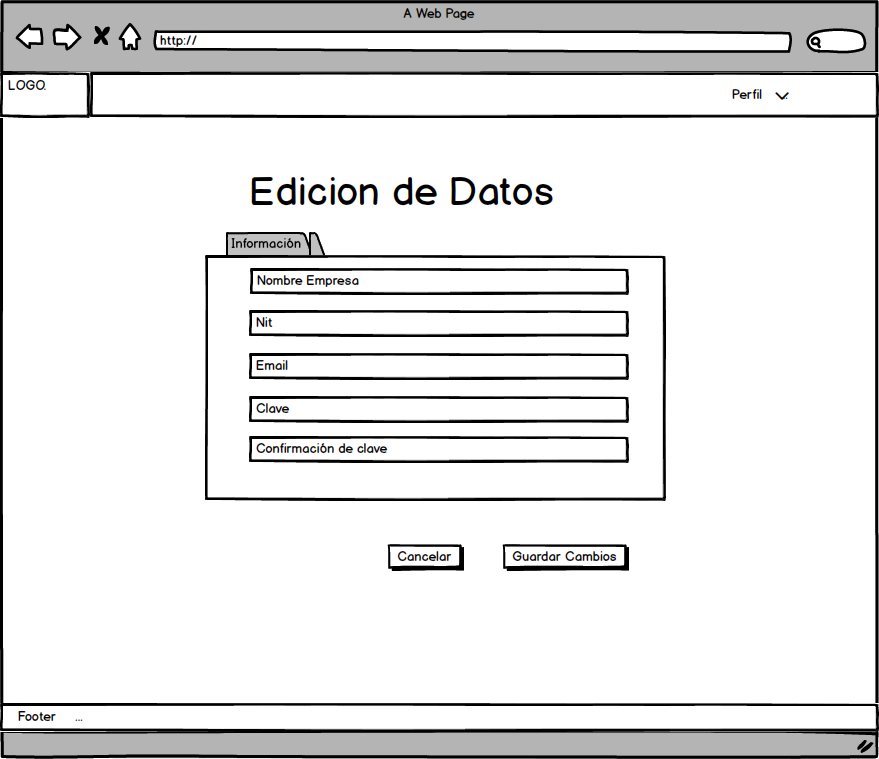 A Web Page
http://
LOGO.
Perfil
Edicion de Datos
Información
Nombre Empresa
Nit
Email
Clave
Confirmación de clave
Cancelar
Guardar Cambios
Footer ...